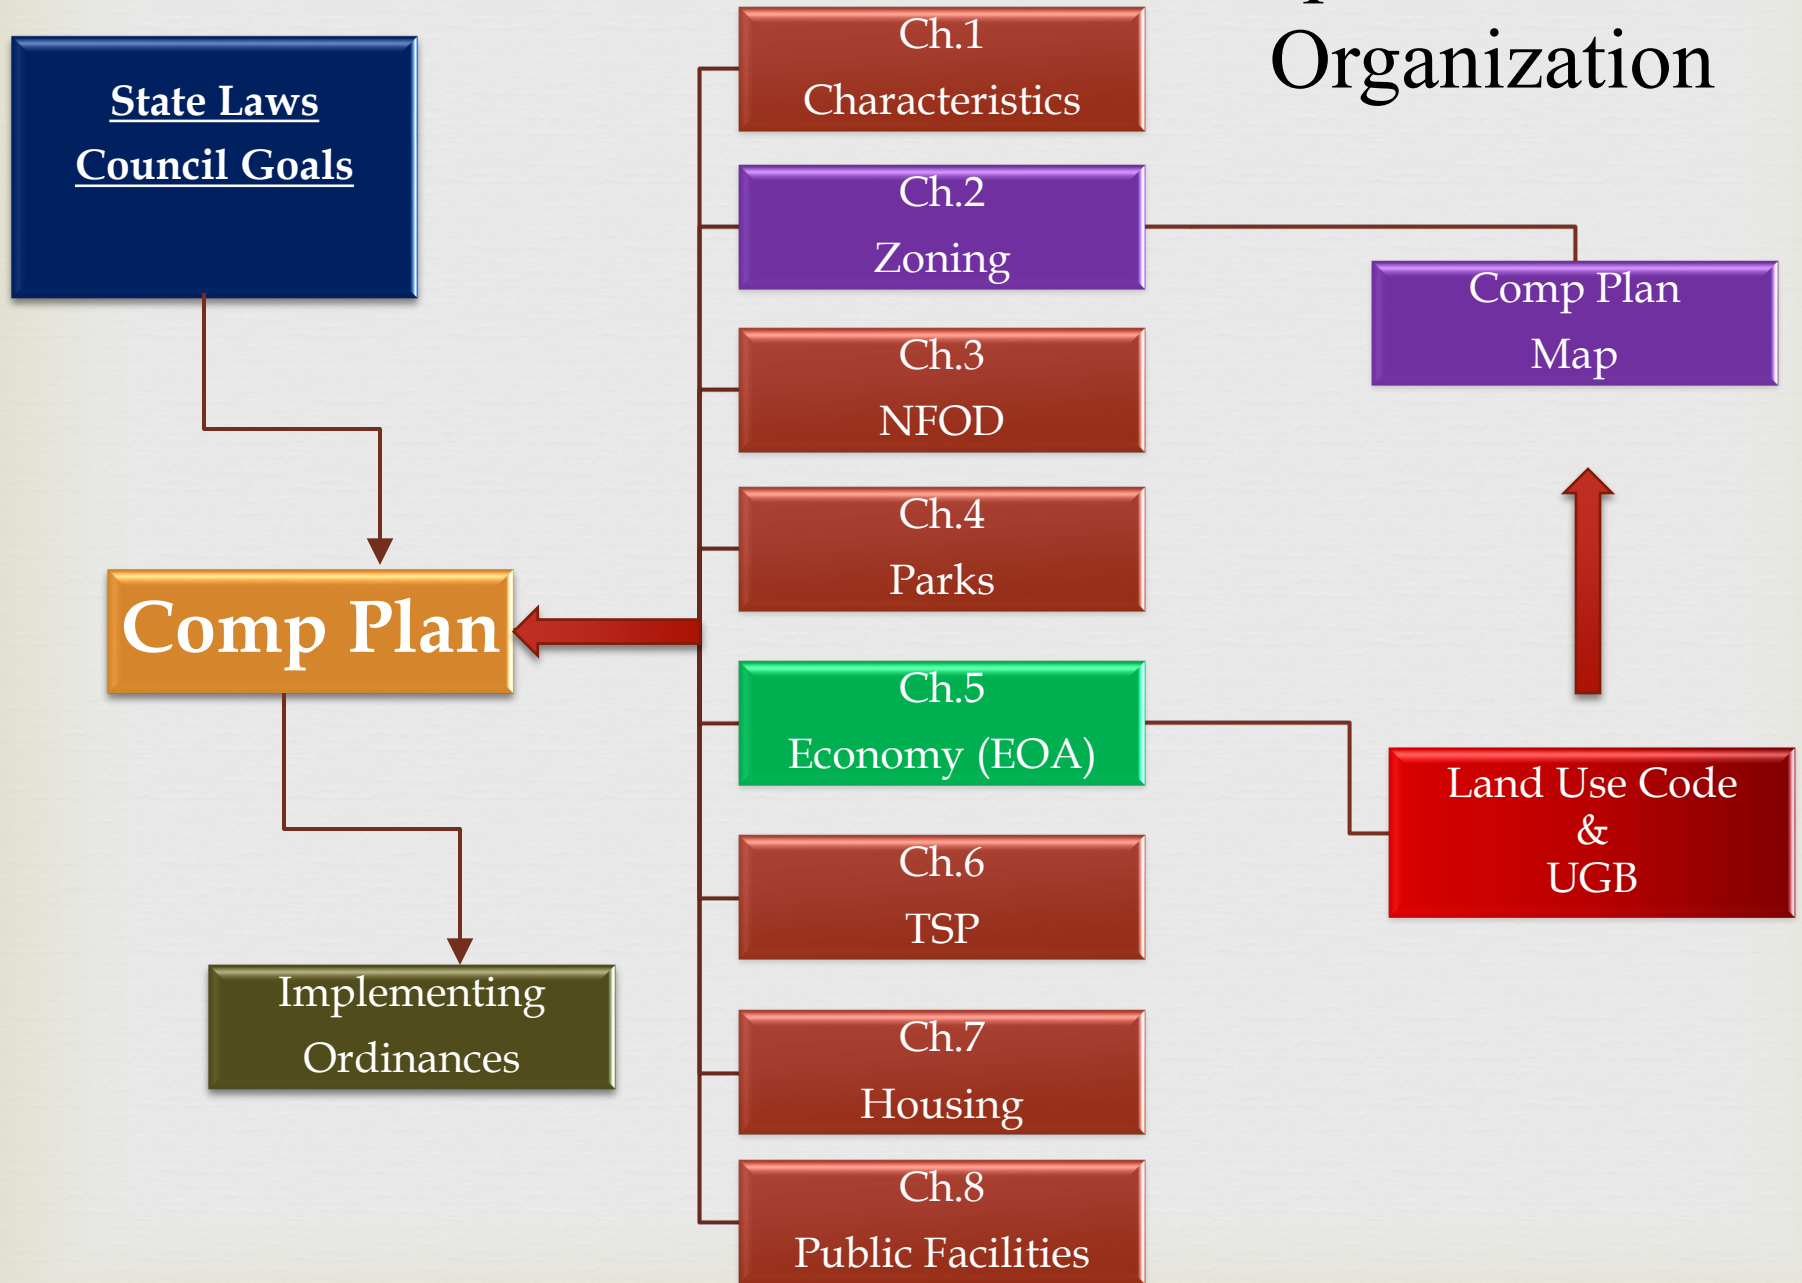 Organization
State Laws
Council Goals
Comp Plan
Implementing
Ordinances
Ch.1
Characteristics
Ch.2
Zoning
Ch.3
NFOD
Ch.4
Parks
Ch.5
Economy (EOA)
Ch.6
TSP
Ch.7
Housing
Ch.8
Public Facilities
Comp Plan
Map
Land Use Code
&
UGB